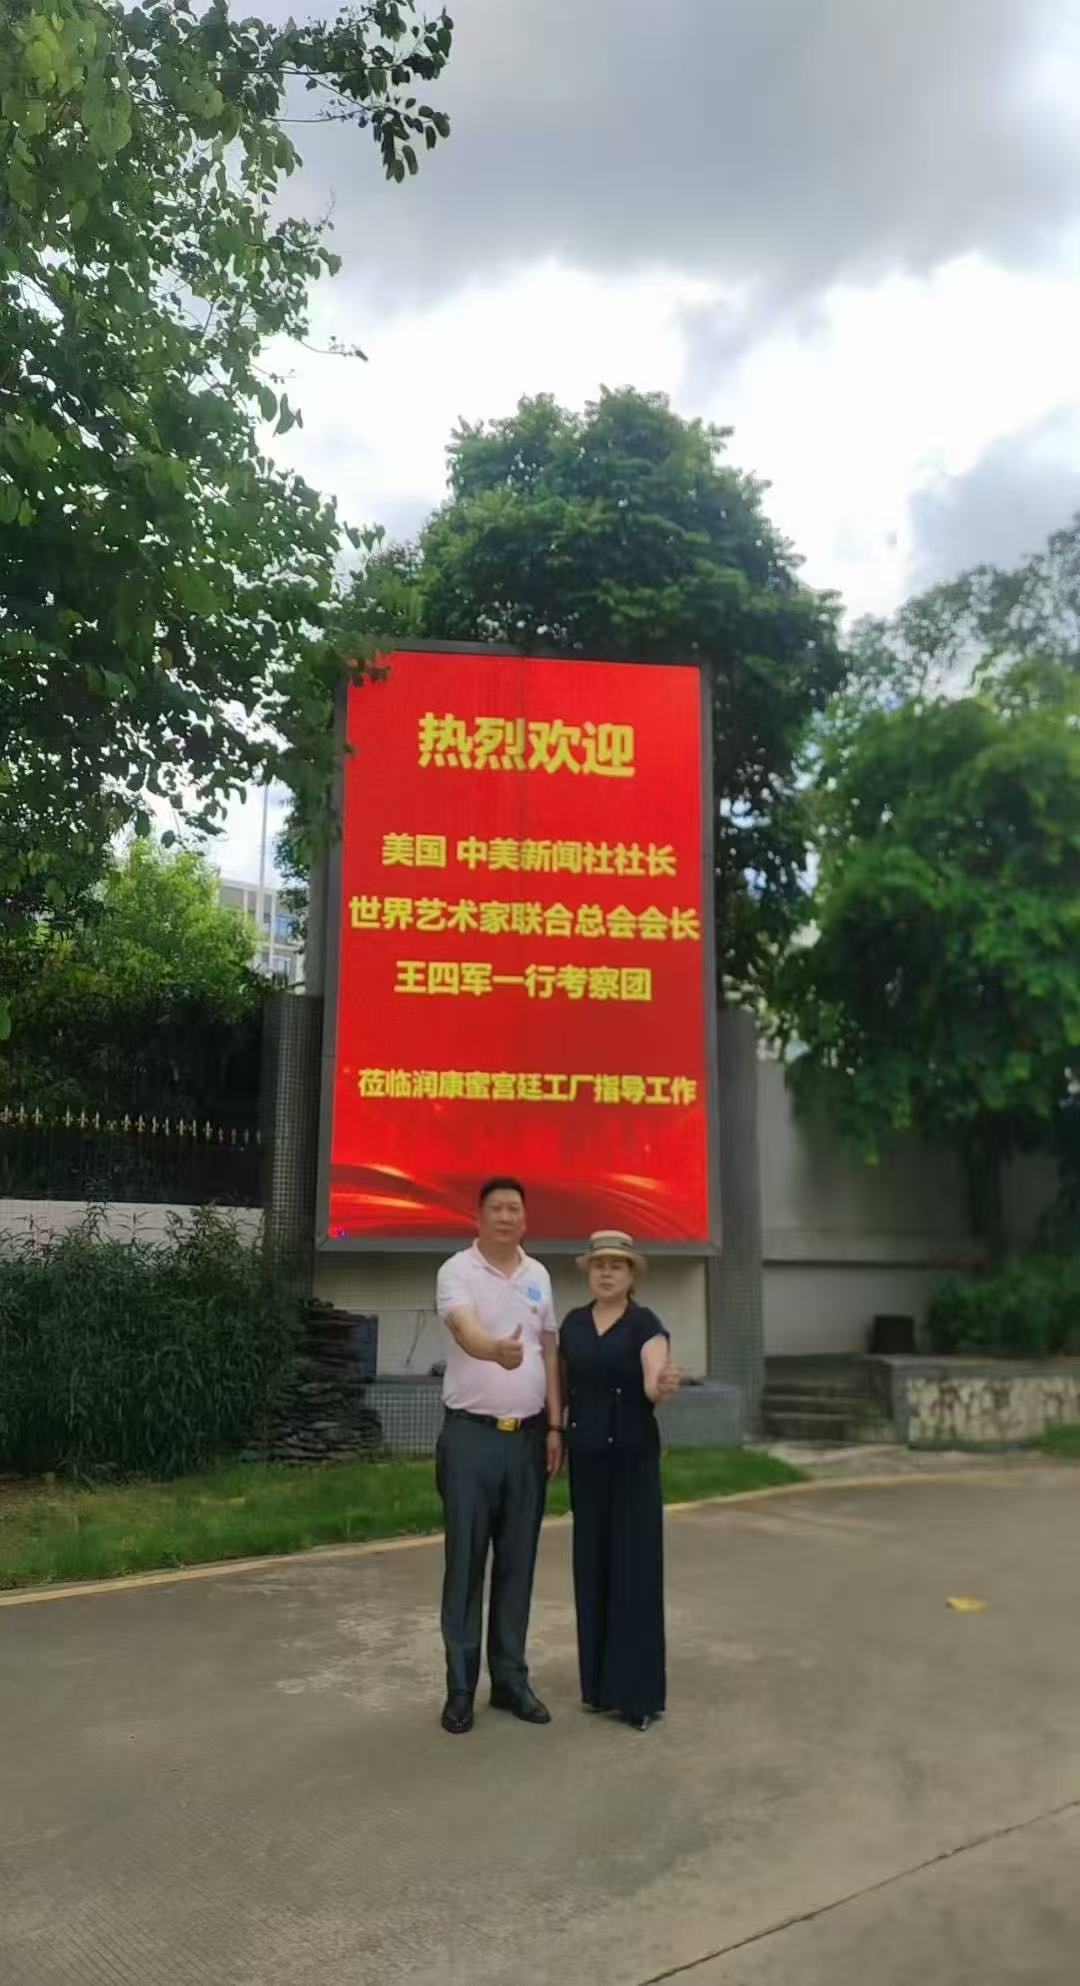 热烈欢迎
美国 中美新闻社社长
世界艺术家联合总会会长
王四军一行考察团
莅临润康蜜宫廷工厂指导工作